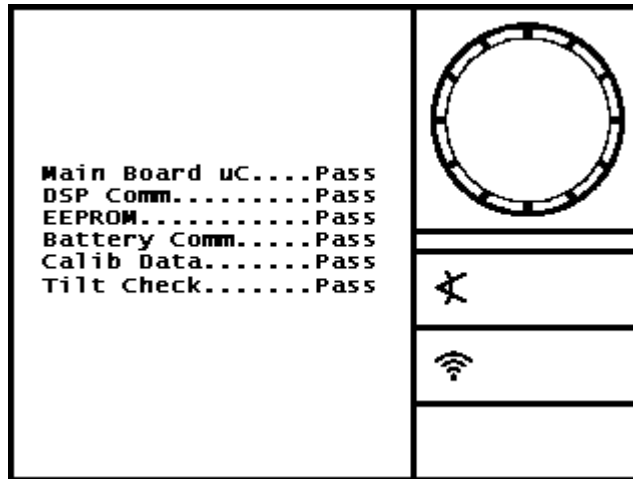 Main Board uC....Pass
DSP Comm.........Pass
EEPROM...........Pass
Battery Comm.....Pass
Calib Data.......Pass
Tilt Check.......Pass